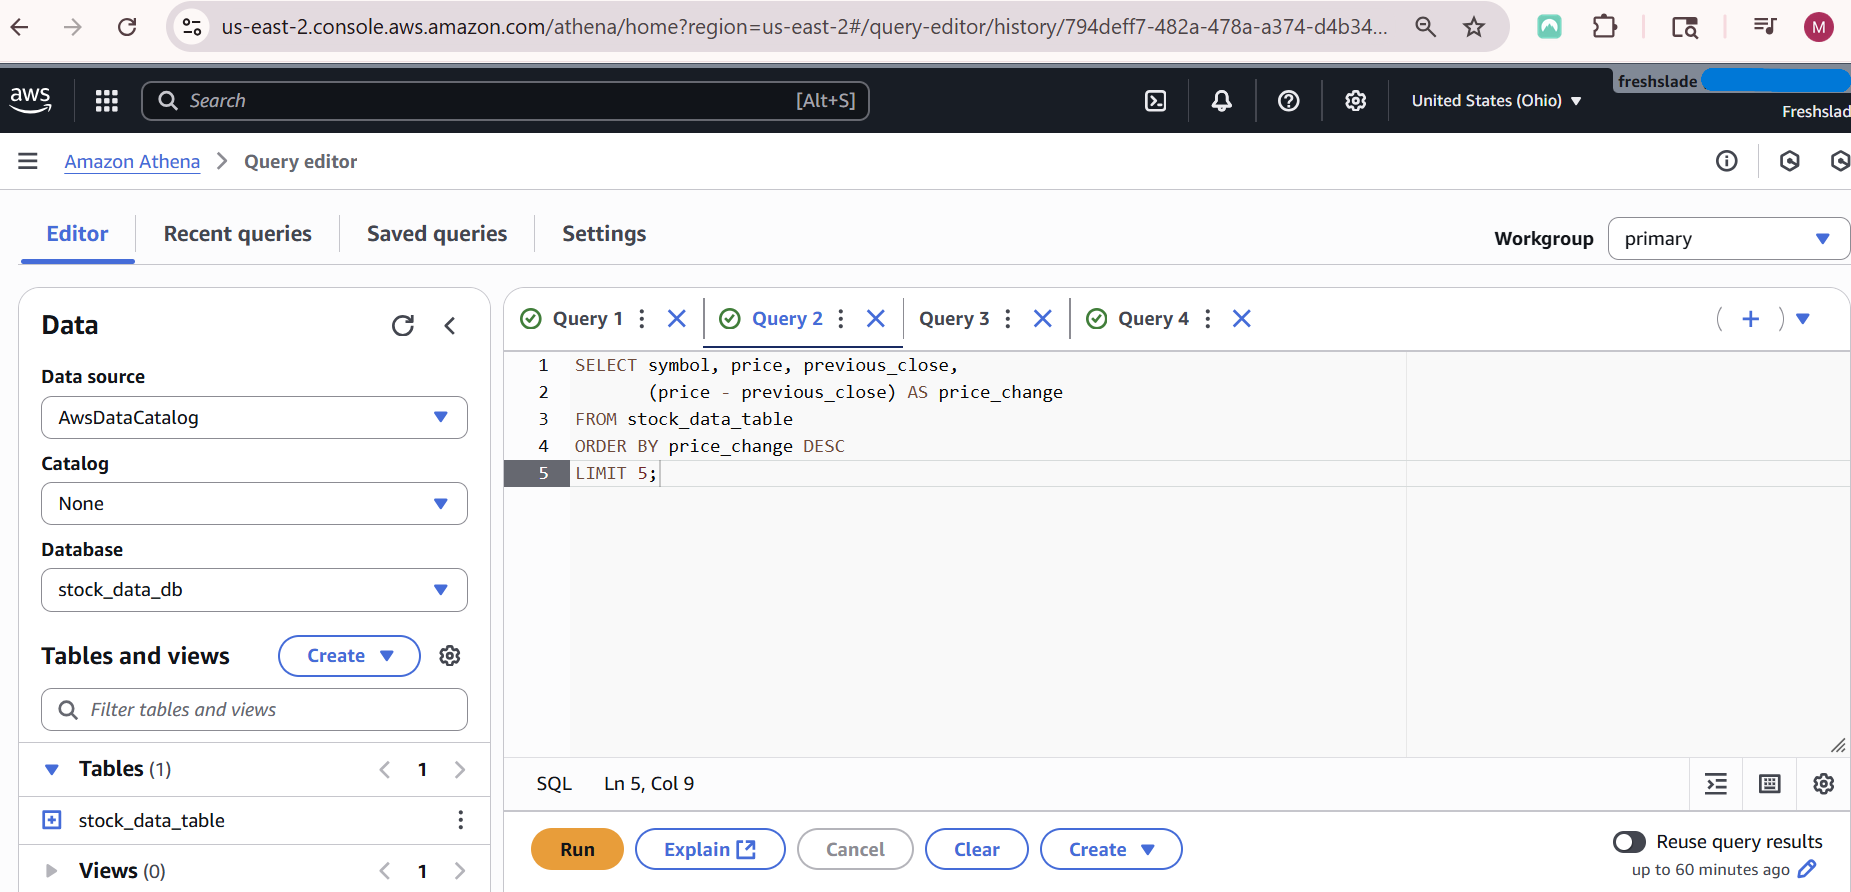 us-east-2.console.aws.amazon.com/athena/home?region=us-east-2#/query-editor/history/794deff7-482a-478a-a374-d4b34...
M
aws
Search
[Alt+S]
United States (Ohio)
freshslade
Freshslad
Amazon Athena > Query editor
Editor
Recent queries
Saved queries
Settings
Workgroup
primary
Data
Data source
AwsDataCatalog
Catalog
None
Database
stock_data_db
Tables and views
Create
Filter tables and views
Tables (1)
< 1 >
stock_data_table
Views (0)
< 1 >
Query 1
Query 2
Query 3
Query 4
1 SELECT symbol, price, previous_close,
2 (price - previous_close) AS price_change
3 FROM stock_data_table
4 ORDER BY price_change DESC
5 LIMIT 5;
SQL Ln 5, Col 9
Run
Explain
Cancel
Clear
Create
Reuse query results
up to 60 minutes ago